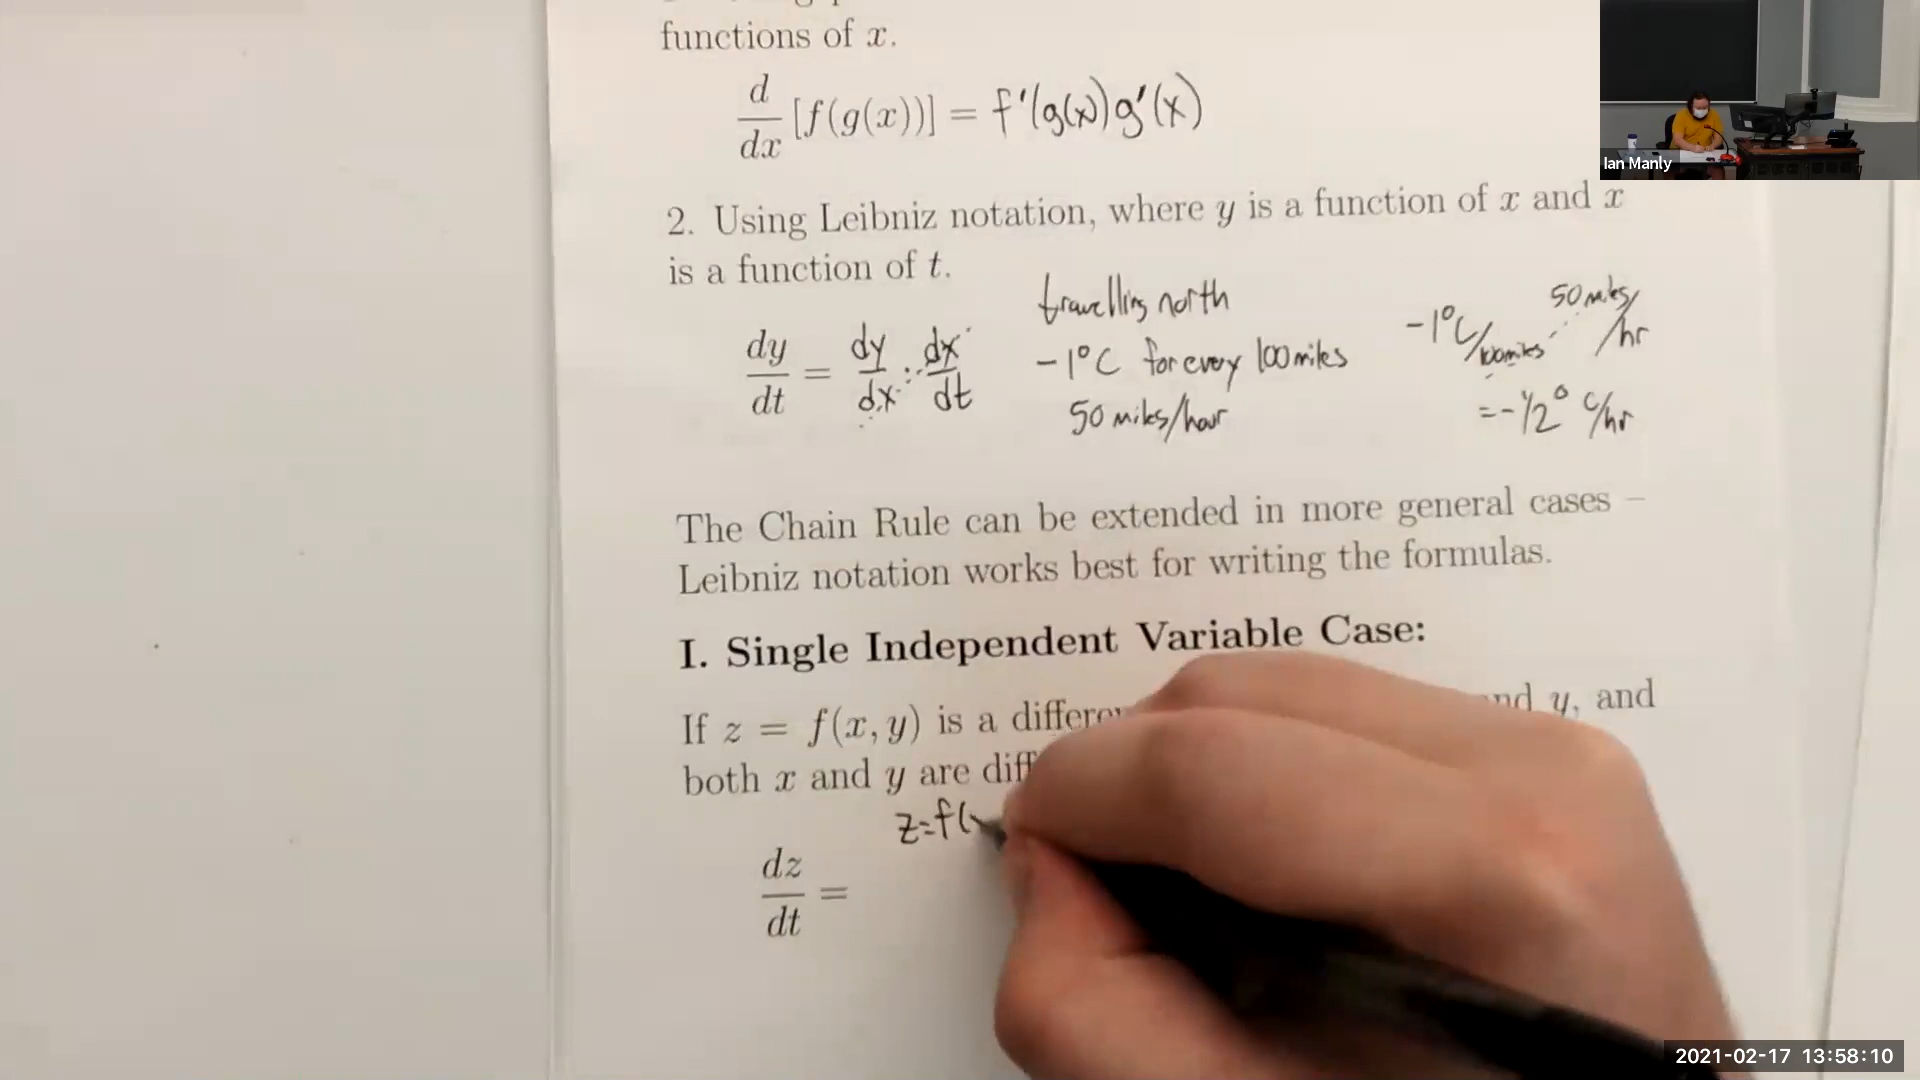 functions of x.
d/dx [f(g(x))] = f'(g(x))g'(x)
Ian Manly
2. Using Leibniz notation, where y is a function of x and x
is a function of t.
dy/dt = dy/dx · dx/dt
travelling north
-1°C for every 100 miles
50 miles/hour
-1°C/100 miles · 50 miles/hr
= -1/2° C/hr
The Chain Rule can be extended in more general cases –
Leibniz notation works best for writing the formulas.
I. Single Independent Variable Case:
If z = f(x, y) is a and y, and
both x and y are
z=f(
dz/dt =
2021-02-17 13:58:10